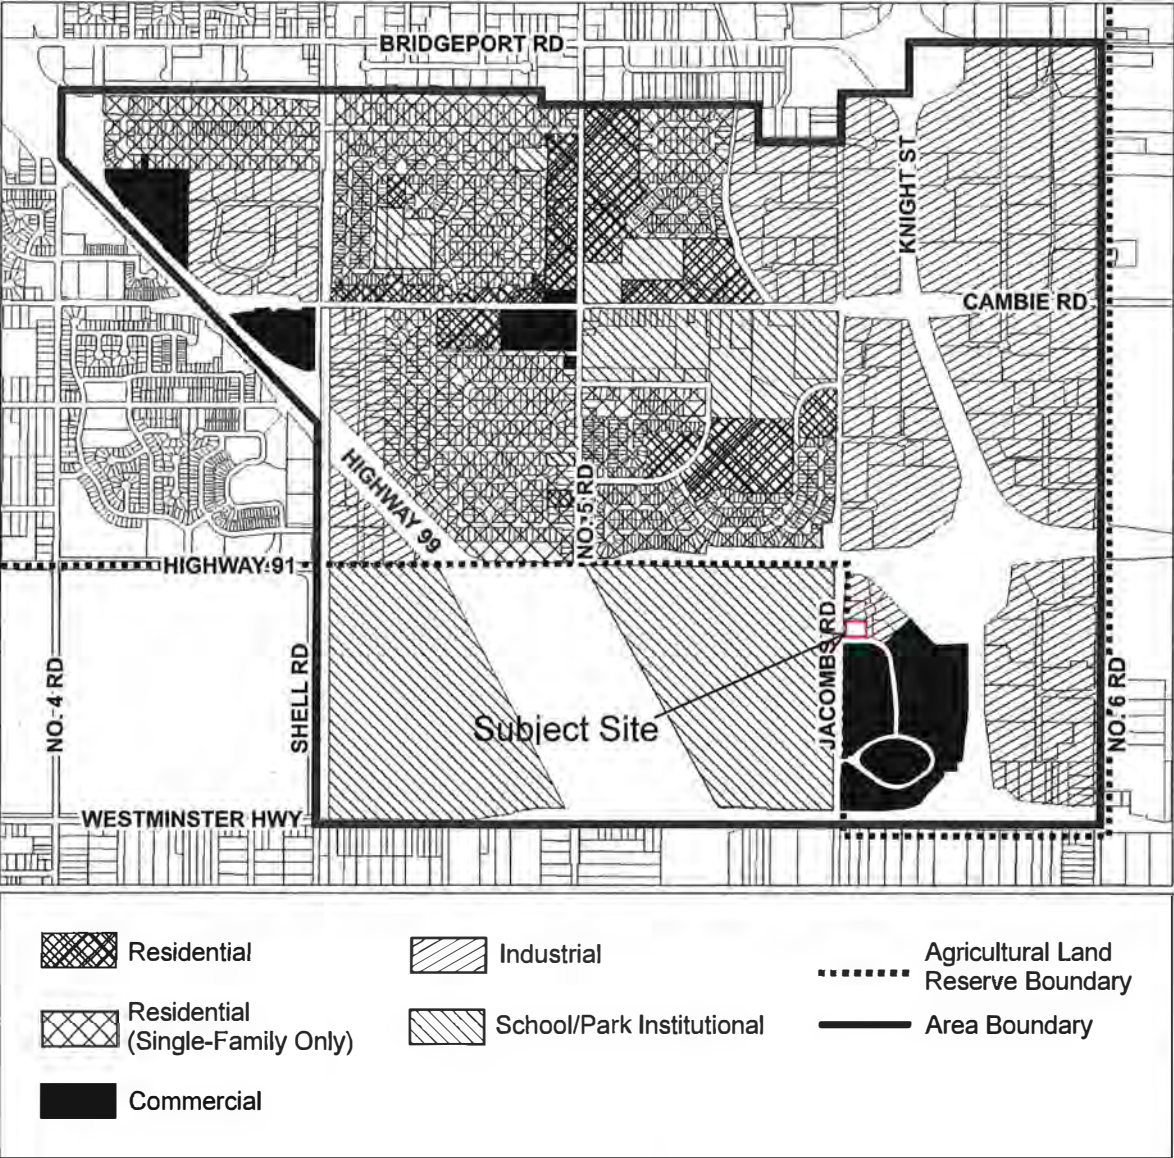 BRIDGEPORT RD
KNIGHT ST
CAMBIE RD
HIGHWAY 99
NO. 5 RD
HIGHWAY 91
NO. 4 RD
SHELL RD
JACOMBS RD
NO. 6 RD
Subject Site
WESTMINSTER HWY
Residential
Industrial
Agricultural Land
Reserve Boundary
Residential
(Single-Family Only)
School/Park Institutional
Area Boundary
Commercial